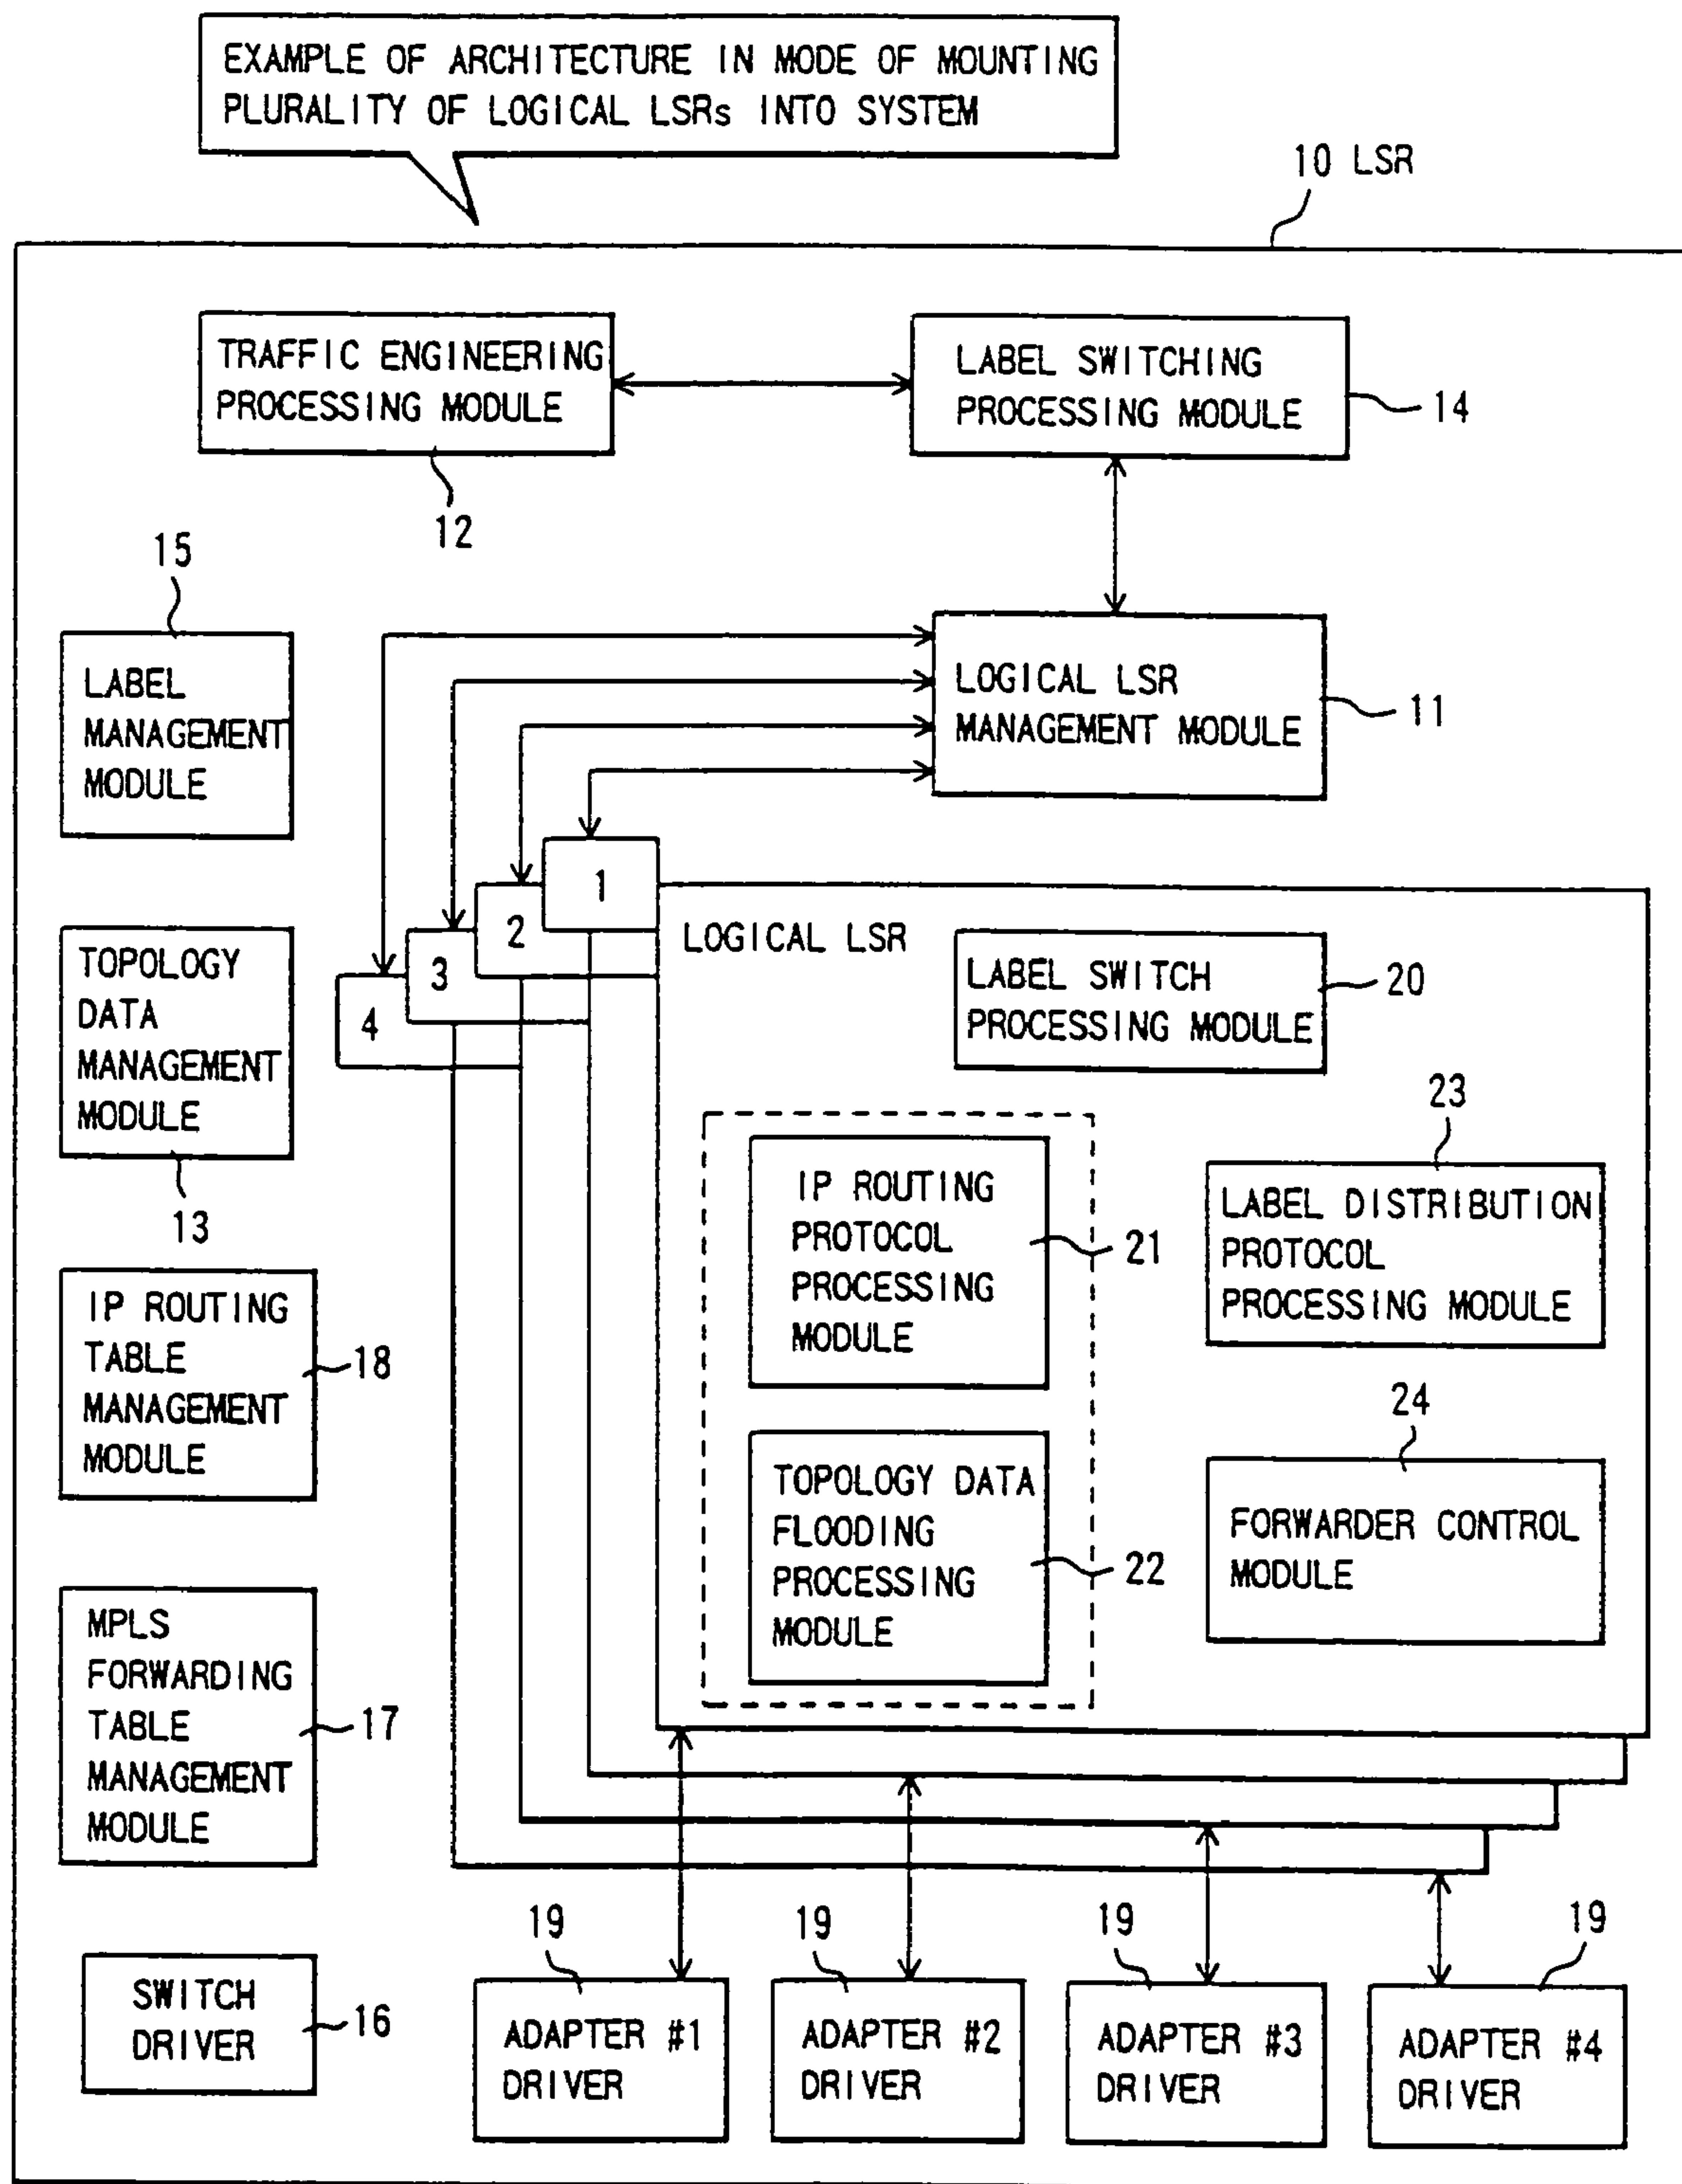 EXAMPLE OF ARCHITECTURE IN MODE OF MOUNTING
PLURALITY OF LOGICAL LSRs INTO SYSTEM
10 LSR
TRAFFIC ENGINEERING
PROCESSING MODULE
12
LABEL SWITCHING
PROCESSING MODULE
14
15
LABEL
MANAGEMENT
MODULE
LOGICAL LSR
MANAGEMENT MODULE
11
1
2
3
4
TOPOLOGY
DATA
MANAGEMENT
MODULE
13
LOGICAL LSR
LABEL SWITCH
PROCESSING MODULE
20
IP ROUTING
PROTOCOL
PROCESSING
MODULE
21
23
LABEL DISTRIBUTION
PROTOCOL
PROCESSING MODULE
IP ROUTING
TABLE
MANAGEMENT
MODULE
18
TOPOLOGY DATA
FLOODING
PROCESSING
MODULE
22
24
FORWARDER CONTROL
MODULE
MPLS
FORWARDING
TABLE
MANAGEMENT
MODULE
17
SWITCH
DRIVER
16
19
ADAPTER #1
DRIVER
19
ADAPTER #2
DRIVER
19
ADAPTER #3
DRIVER
19
ADAPTER #4
DRIVER